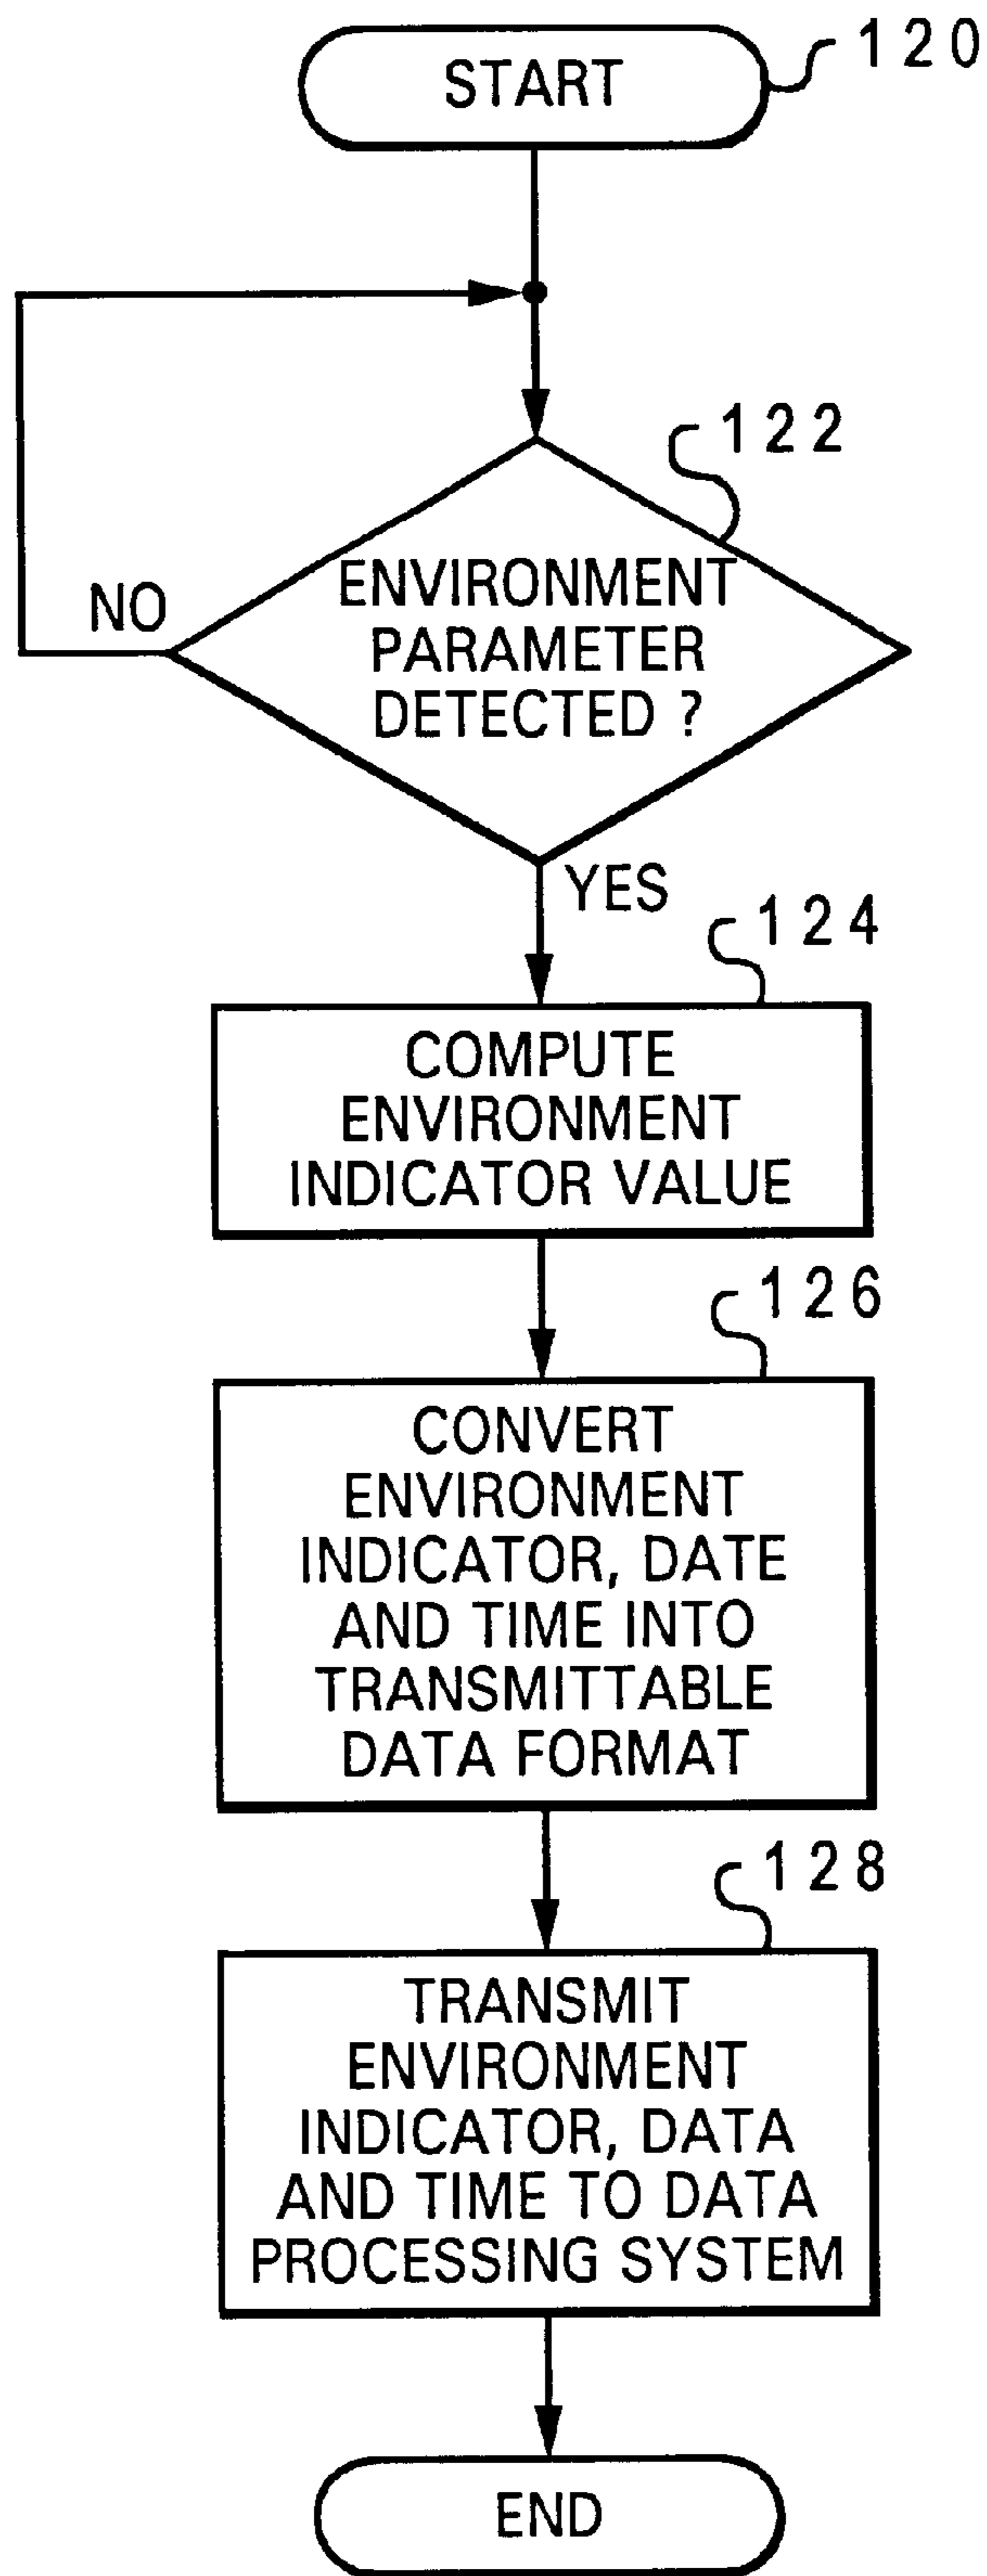 START
120
122
ENVIRONMENT
PARAMETER
DETECTED ?
NO
YES
124
COMPUTE
ENVIRONMENT
INDICATOR VALUE
126
CONVERT
ENVIRONMENT
INDICATOR, DATE
AND TIME INTO
TRANSMITTABLE
DATA FORMAT
128
TRANSMIT
ENVIRONMENT
INDICATOR, DATA
AND TIME TO DATA
PROCESSING SYSTEM
END